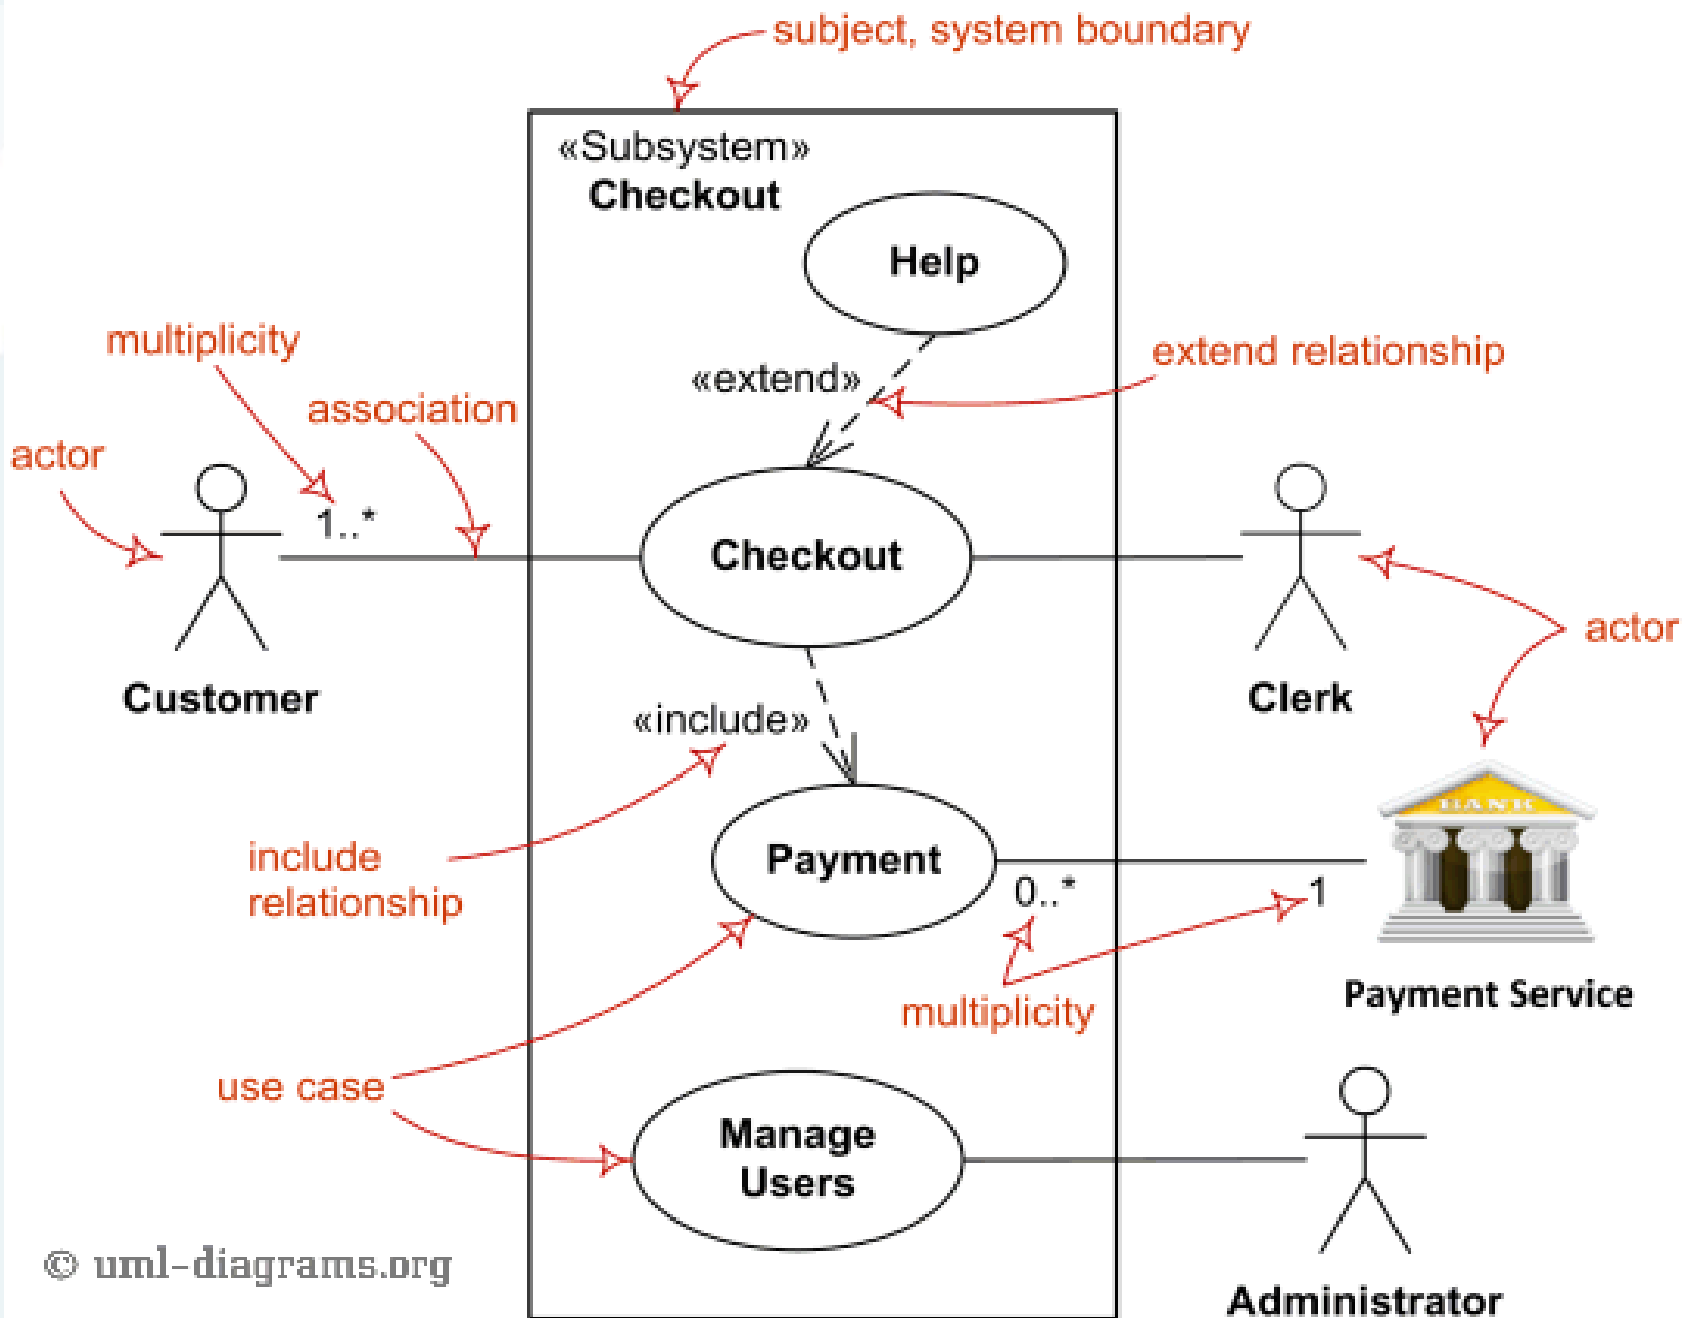 subject, system boundary
«Subsystem»
Checkout
Help
multiplicity
extend relationship
«extend»
association
actor
1..*
Checkout
actor
Customer
Clerk
«include»
BANK
include
relationship
Payment
0..*
1
multiplicity
Payment Service
use case
Manage
Users
© uml-diagrams.org
Administrator